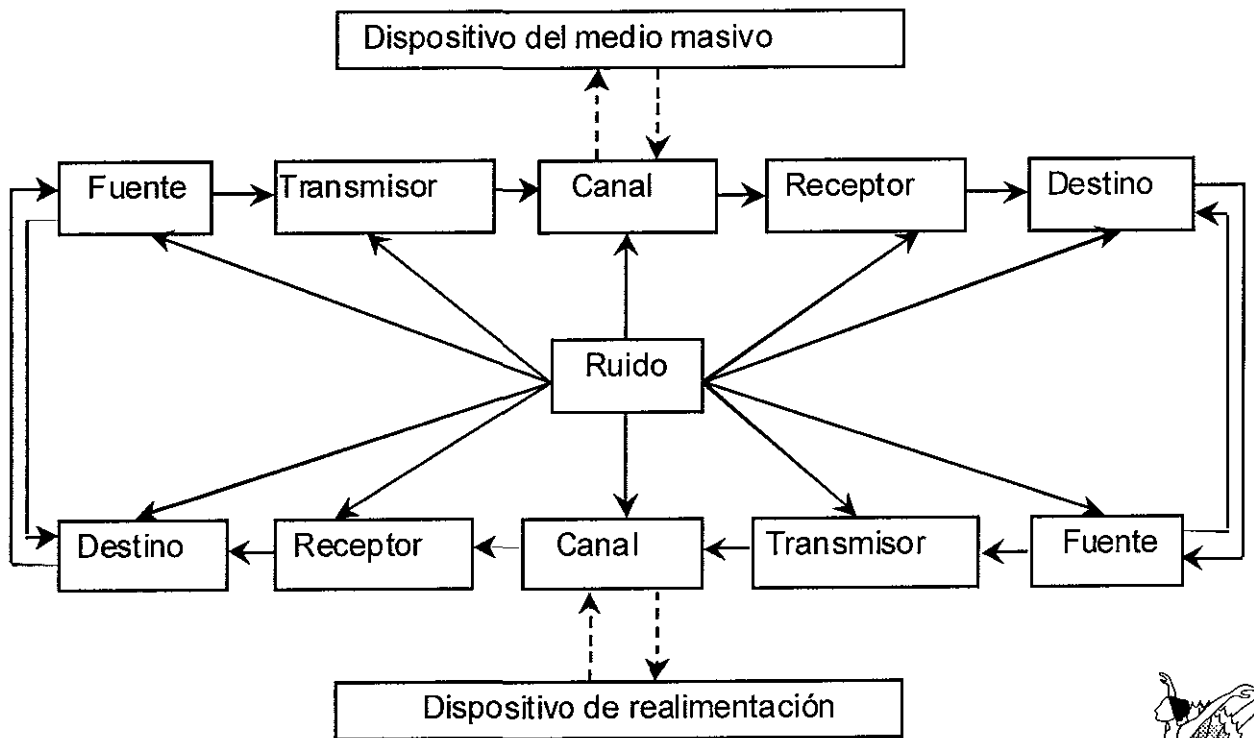 Dispositivo del medio masivo
Fuente
Transmisor
Canal
Receptor
Destino
Ruido
Destino
Receptor
Canal
Transmisor
Fuente
Dispositivo de realimentación